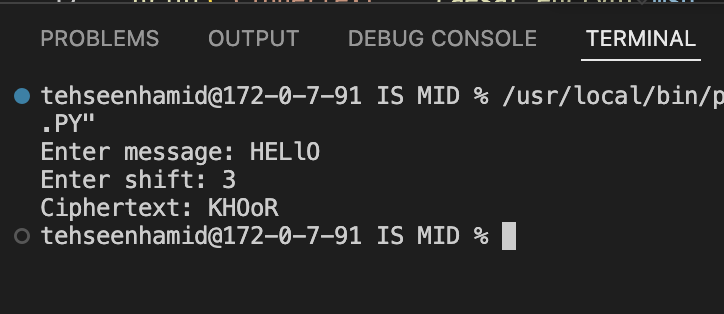 PROBLEMS OUTPUT DEBUG CONSOLE TERMINAL
tehseenhamid@172-0-7-91 IS MID % /usr/local/bin/p
.PY"
Enter message: HELlO
Enter shift: 3
Ciphertext: KHOoR
tehseenhamid@172-0-7-91 IS MID %